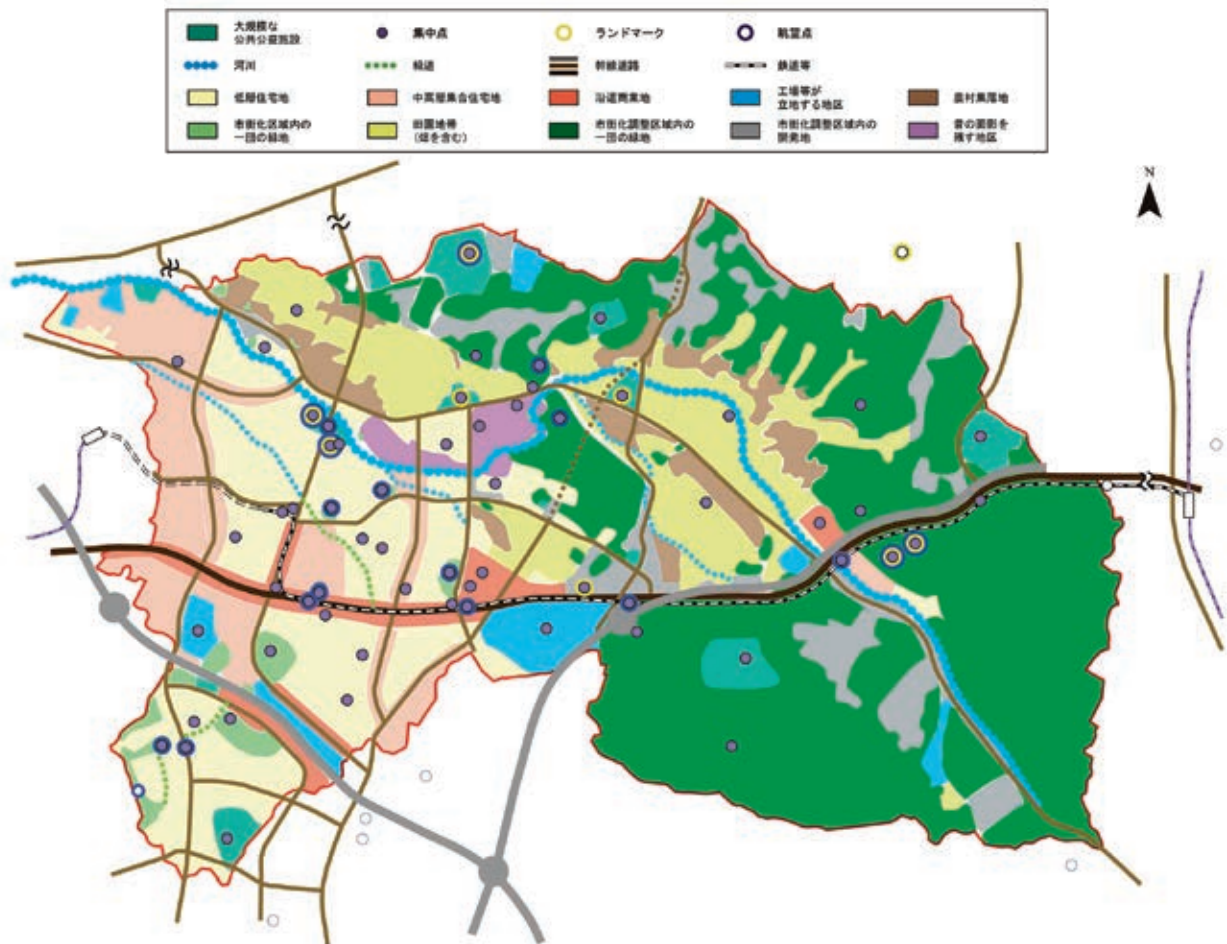 大規模な
公共公益施設
集中点
ランドマーク
眺望点
河川
緑道
幹線道路
鉄道等
低層住宅地
中高層集合住宅地
沿道商業地
工場等が
立地する地区
農村集落地
市街化区域内の
一団の緑地
田園地帯
(畑を含む)
市街化調整区域内の
一団の緑地
市街化調整区域内の
開発地
昔の面影を
残す地区
N